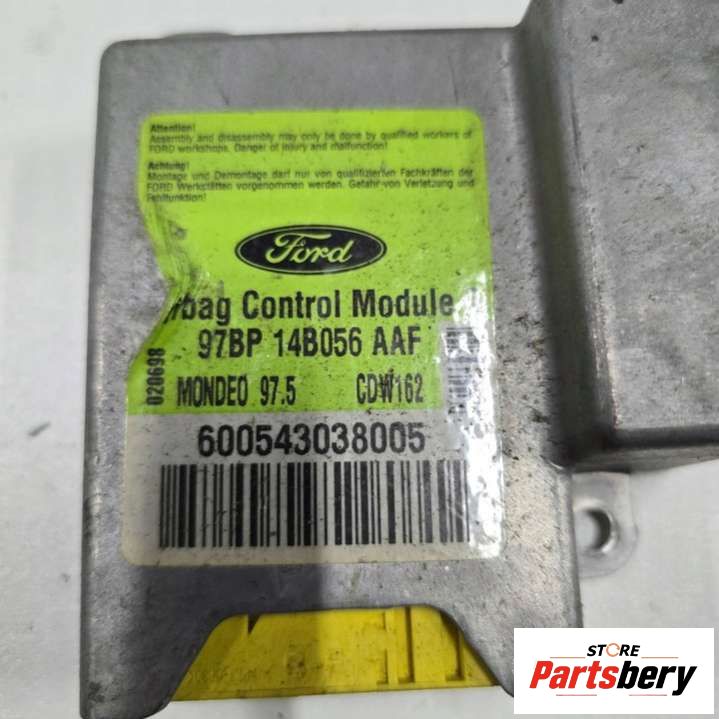 Attention!
Assembly and disassembly may only be done by qualified workers of
FORD workshops. Danger of injury and malfunction!
Achtung!
Montage und Demontage darf nur von qualifizierten Fachkräften der
FORD Werkstätten vorgenommen werden. Gefahr von Verletzung und
Fehlfunktion!
Ford
rbag Control Module
97BP 14B056 AAF
020698
MONDEO 97.5 CDW162
600543038005
STORE
Partsbery